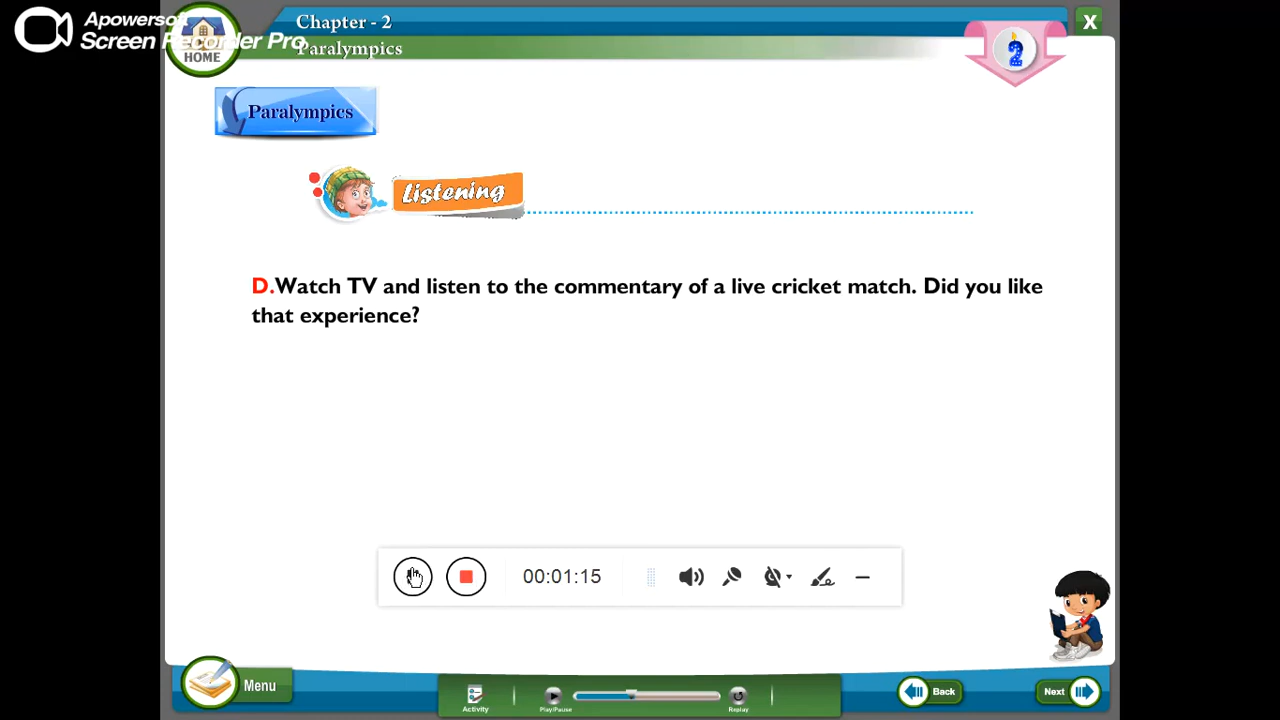 Apowersoft
Screen Recorder Pro
HOME
Chapter - 2
Paralympics
2
X
Paralympics
Listening
D.Watch TV and listen to the commentary of a live cricket match. Did you like
that experience?
00:01:15
Menu
Activity
Play/Pause
Replay
Back
Next